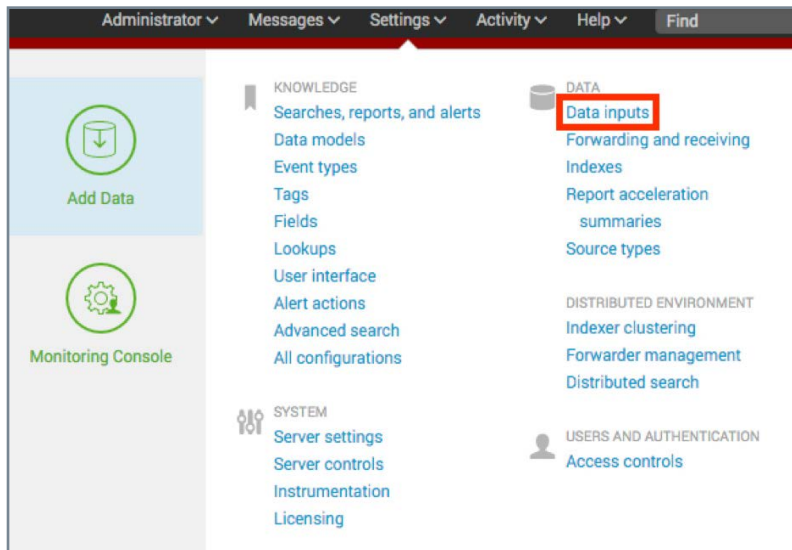 Administrator Messages Settings Activity Help Find
Add Data
Monitoring Console
KNOWLEDGE
Searches, reports, and alerts
Data models
Event types
Tags
Fields
Lookups
User interface
Alert actions
Advanced search
All configurations
SYSTEM
Server settings
Server controls
Instrumentation
Licensing
DATA
Data inputs
Forwarding and receiving
Indexes
Report acceleration
summaries
Source types
DISTRIBUTED ENVIRONMENT
Indexer clustering
Forwarder management
Distributed search
USERS AND AUTHENTICATION
Access controls